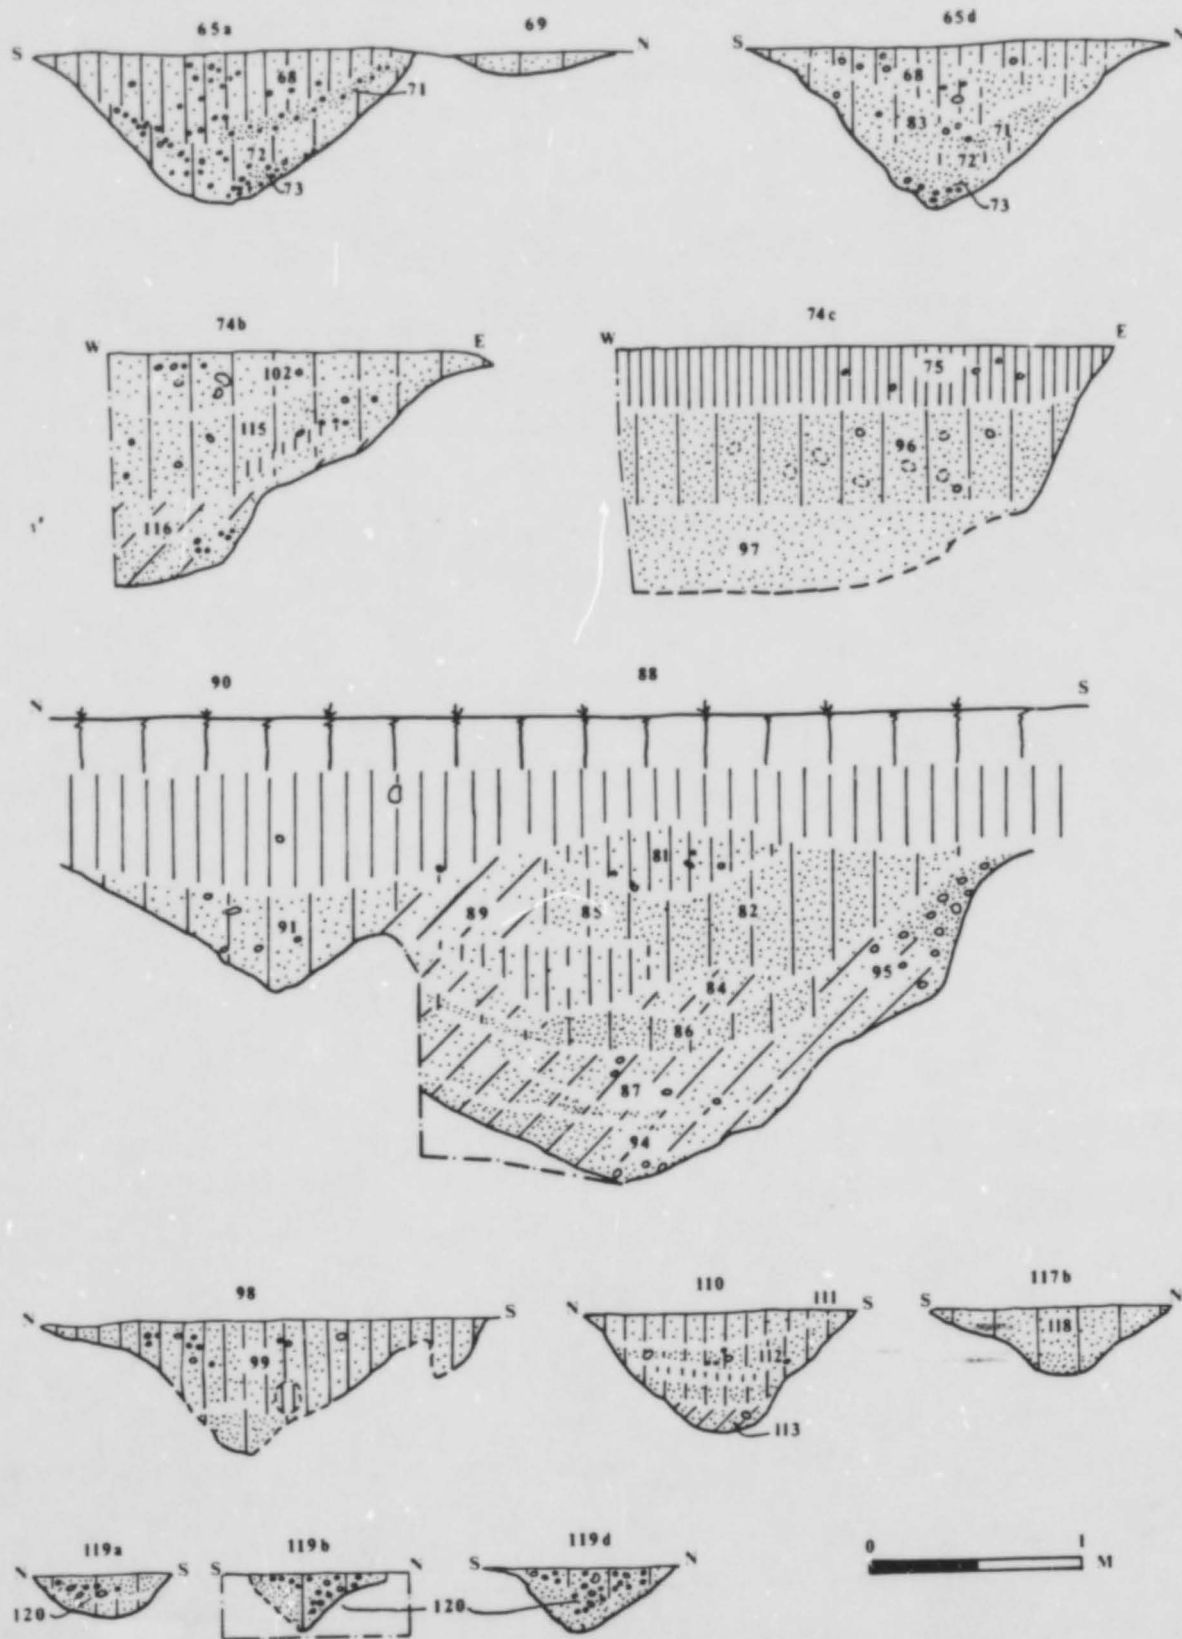 65a 69 65d
S N S N
68 71 72 73
68 83 71 72 73
74b 74c
W E W E
102 115 116
75 96 97
90 88
N S
81 89 85 82 91 84 95 86 87 94
98 110 111 117b
N S N S S N
99 112 113 118
119a 119b 119d
N S S N S N
120 120
0 1 M